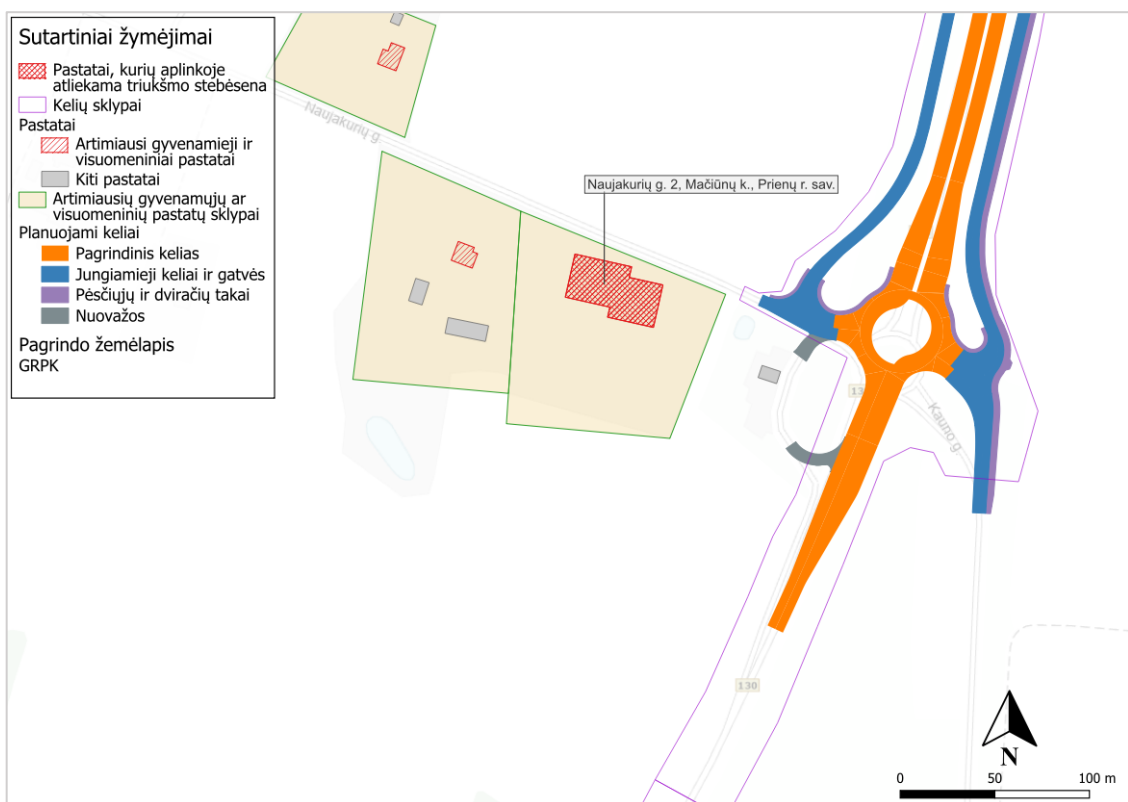 Sutartiniai žymėjimai
Pastatai, kurių aplinkoje
atliekama triukšmo stebėsena
Kelių sklypai
Pastatai
Artimiausi gyvenamieji ir
visuomeniniai pastatai
Kiti pastatai
Artimiausių gyvenamųjų ar
visuomeninių pastatų sklypai
Planuojami keliai
Pagrindinis kelias
Jungiamieji keliai ir gatvės
Pėsčiųjų ir dviračių takai
Nuovažos
Pagrindo žemėlapis
GRPK
Naujakurių g.
Naujakurių g. 2, Mačiūnų k., Prienų r. sav.
Kauno g
130
N
0 50 100 m